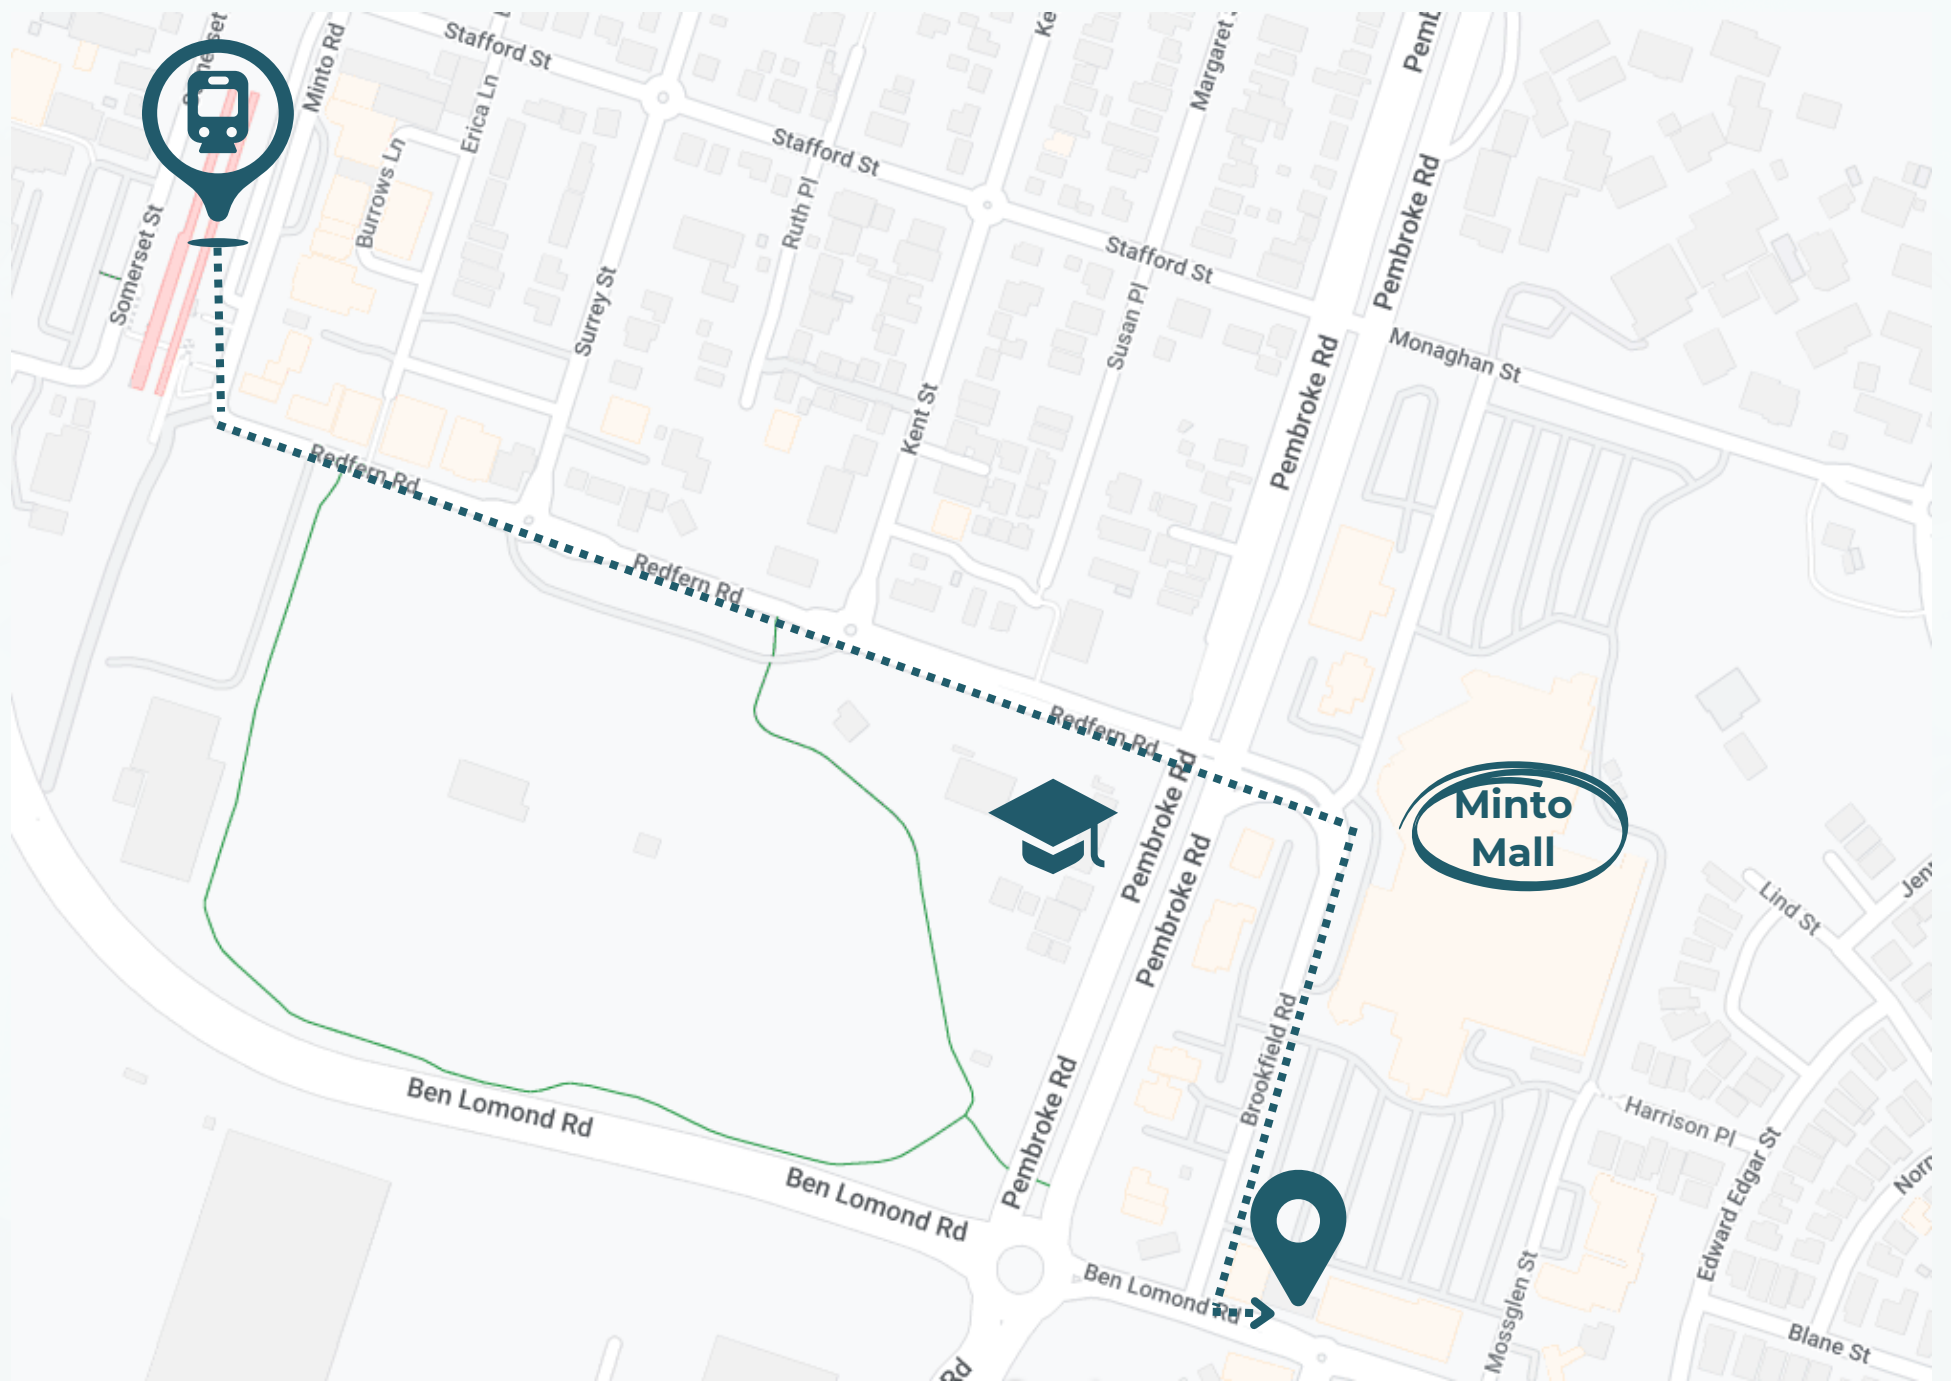 Somerset
Minto Rd
Stafford St
Erica Ln
Burrows Ln
Somerset St
Stafford St
Ruth Pl
Surrey St
Margaret
Stafford St
Susan Pl
Kent St
Pembroke Rd
Pembroke Rd
Monaghan St
Redfern Rd
Redfern Rd
Redfern Rd
Pembroke Rd
Pembroke Rd
Minto
Mall
Lind St
Brookfield Rd
Pembroke Rd
Ben Lomond Rd
Ben Lomond Rd
Ben Lomond Rd
Harrison Pl
Edward Edgar St
Mossglen St
Blane St
Rd